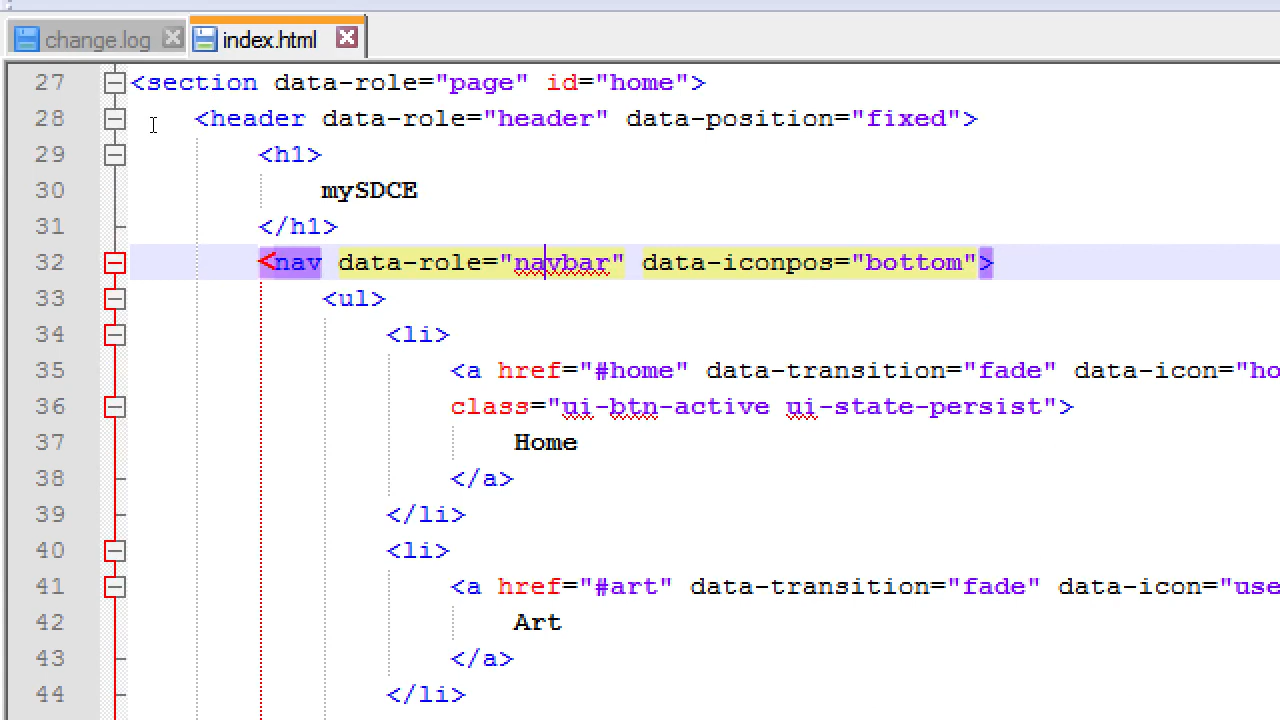 change.log index.html
27 <section data-role="page" id="home">
28 <header data-role="header" data-position="fixed">
29 <h1>
30 mySDCE
31 </h1>
32 <nav data-role="navbar" data-iconpos="bottom">
33 <ul>
34 <li>
35 <a href="#home" data-transition="fade" data-icon="ho
36 class="ui-btn-active ui-state-persist">
37 Home
38 </a>
39 </li>
40 <li>
41 <a href="#art" data-transition="fade" data-icon="use
42 Art
43 </a>
44 </li>